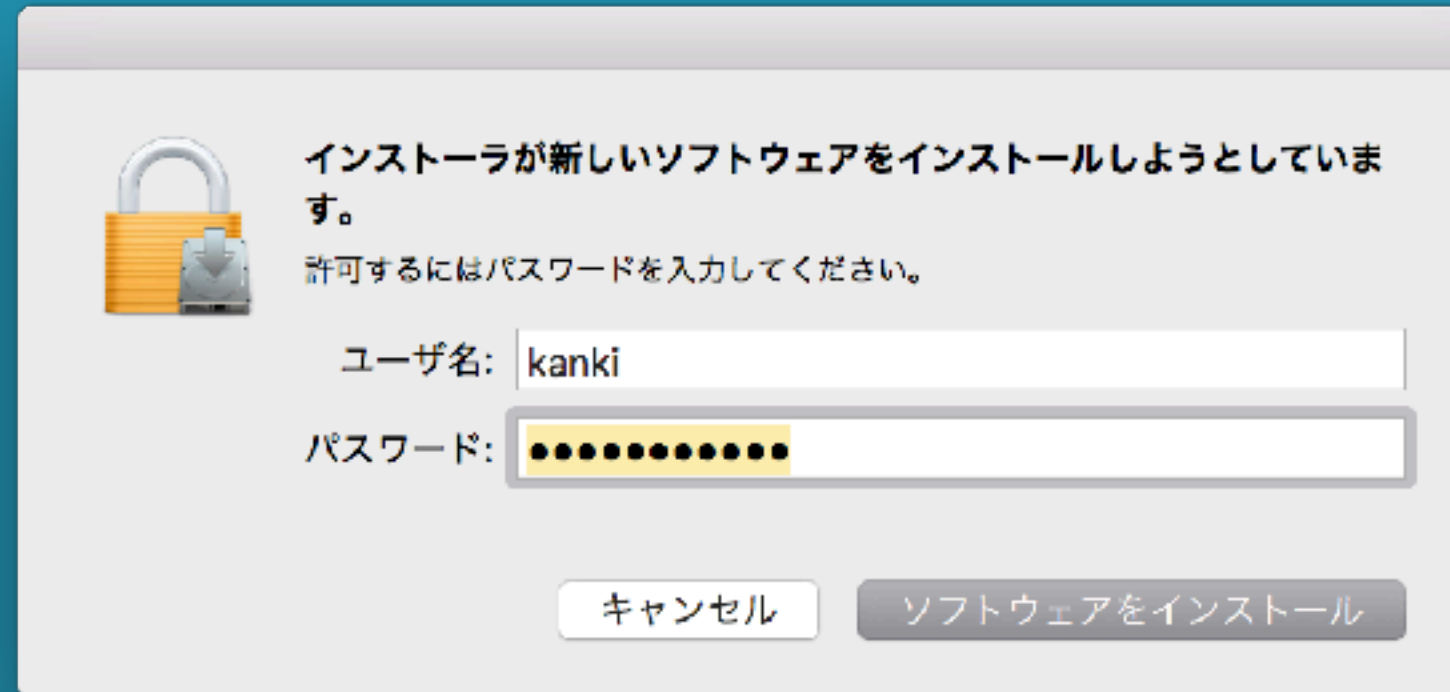 インストーラが新しいソフトウェアをインストールしようとしていま
す。
許可するにはパスワードを入力してください。
ユーザ名: kanki
パスワード: ●●●●●●●●●●●
キャンセル ソフトウェアをインストール